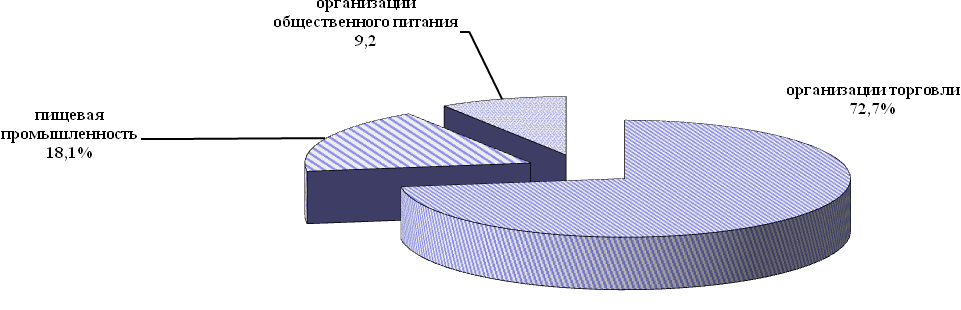 организации
общественного питания
9,2
организации торговли
72,7%
пищевая
промышленность
18,1%